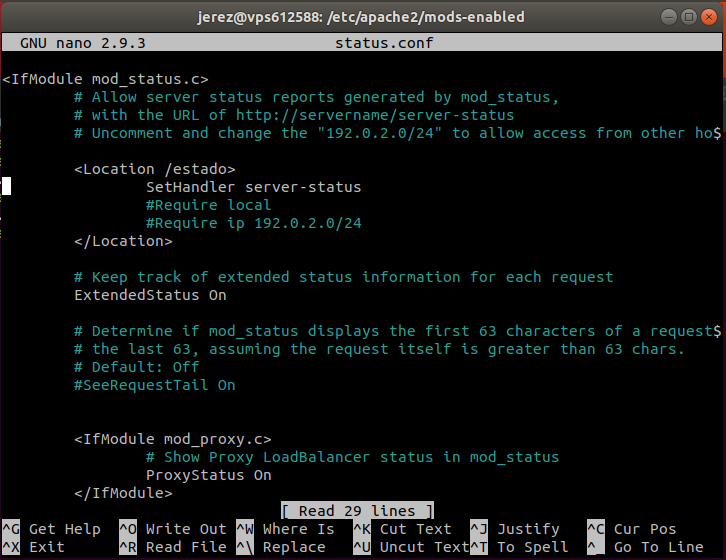 jerez@vps612588: /etc/apache2/mods-enabled
GNU nano 2.9.3 status.conf
<IfModule mod_status.c>
# Allow server status reports generated by mod_status,
# with the URL of http://servername/server-status
# Uncomment and change the "192.0.2.0/24" to allow access from other ho$
<Location /estado>
SetHandler server-status
#Require local
#Require ip 192.0.2.0/24
</Location>
# Keep track of extended status information for each request
ExtendedStatus On
# Determine if mod_status displays the first 63 characters of a request$
# the last 63, assuming the request itself is greater than 63 chars.
# Default: Off
#SeeRequestTail On
<IfModule mod_proxy.c>
# Show Proxy LoadBalancer status in mod_status
ProxyStatus On
</IfModule>
[ Read 29 lines ]
^G Get Help ^O Write Out ^W Where Is ^K Cut Text ^J Justify ^C Cur Pos
^X Exit ^R Read File ^\ Replace ^U Uncut Text ^T To Spell ^_ Go To Line